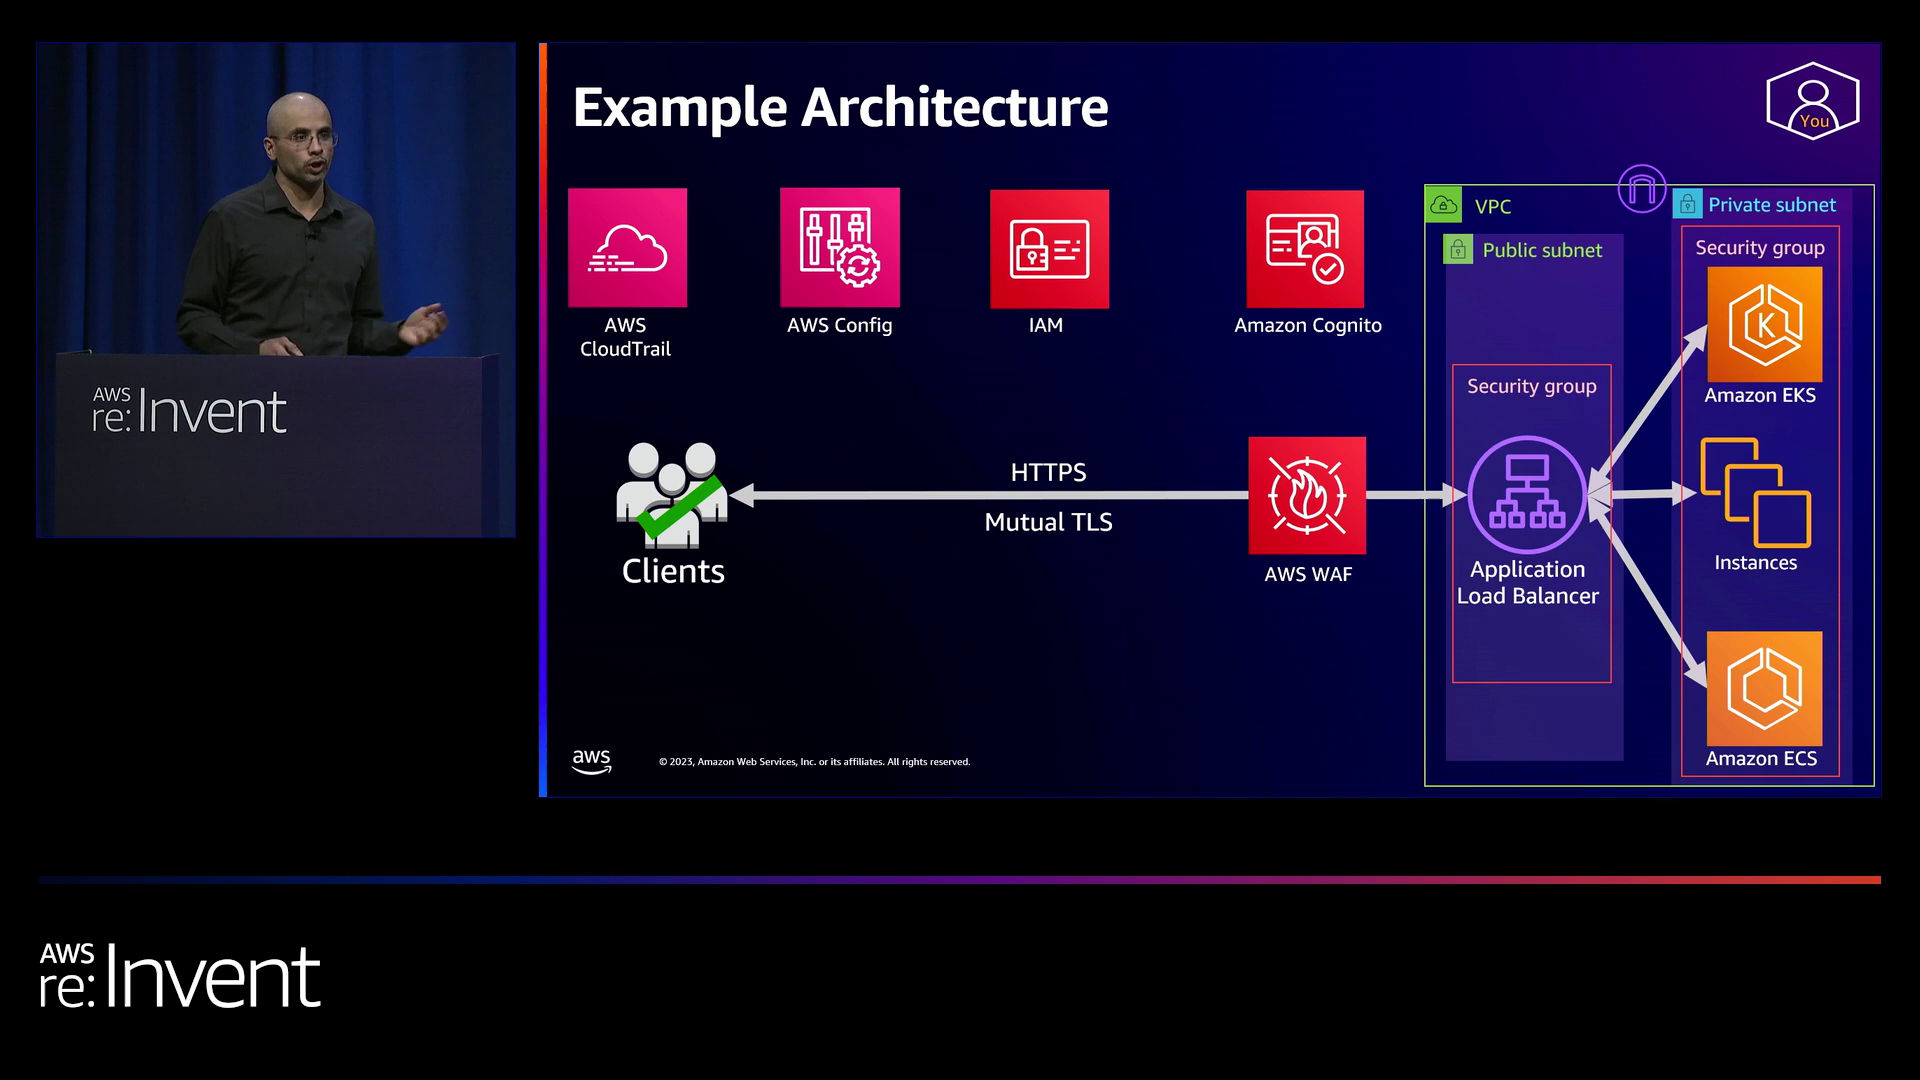 AWS
re:Invent
Example Architecture
You
AWS
CloudTrail
AWS Config
IAM
Amazon Cognito
VPC
Public subnet
Private subnet
Security group
Amazon EKS
Security group
Clients
HTTPS
Mutual TLS
AWS WAF
Application
Load Balancer
Instances
Amazon ECS
aws
© 2023, Amazon Web Services, Inc. or its affiliates. All rights reserved.
AWS
re:Invent